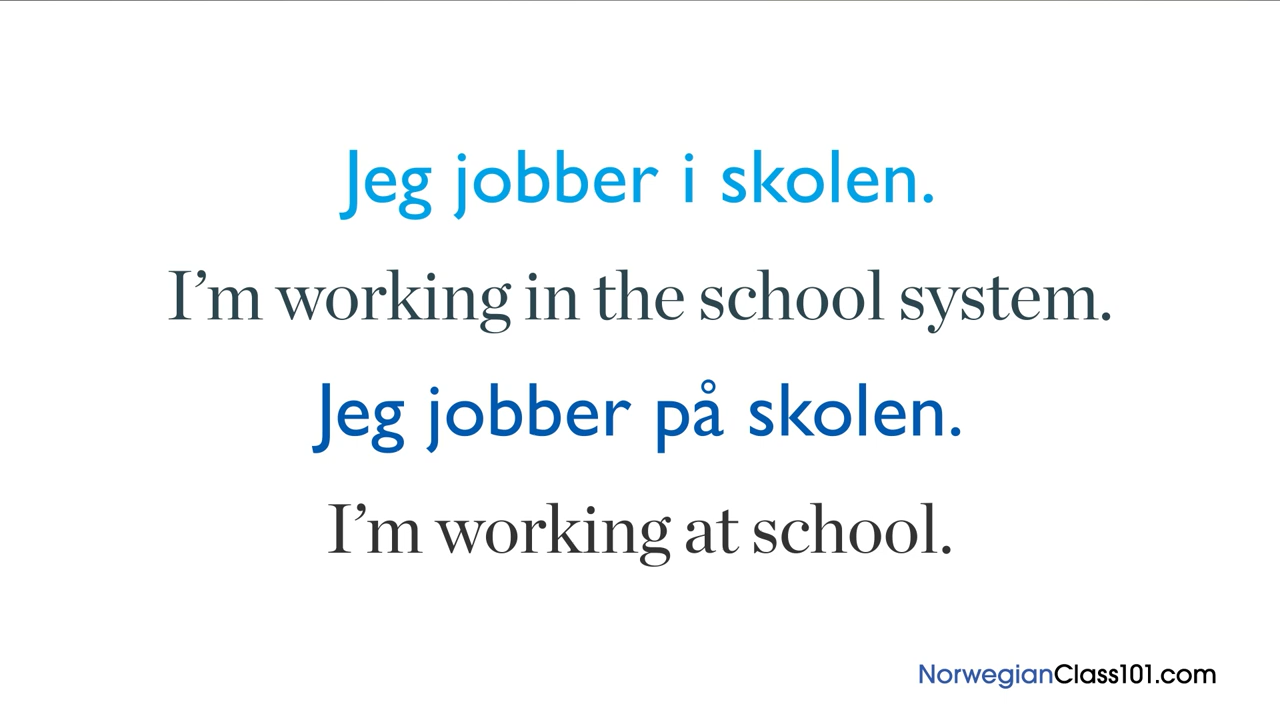 Jeg jobber i skolen.
I’m working in the school system.
Jeg jobber på skolen.
I’m working at school.
NorwegianClass101.com